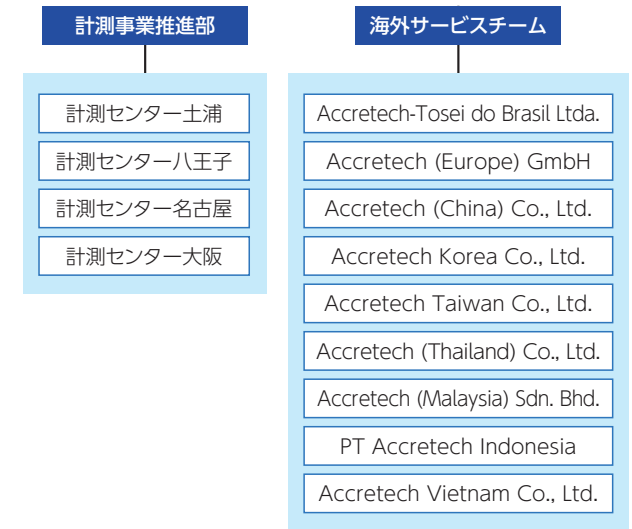 計測事業推進部
計測センター土浦
計測センター八王子
計測センター名古屋
計測センター大阪
海外サービスチーム
Accretech-Tosei do Brasil Ltda.
Accretech (Europe) GmbH
Accretech (China) Co., Ltd.
Accretech Korea Co., Ltd.
Accretech Taiwan Co., Ltd.
Accretech (Thailand) Co., Ltd.
Accretech (Malaysia) Sdn. Bhd.
PT Accretech Indonesia
Accretech Vietnam Co., Ltd.